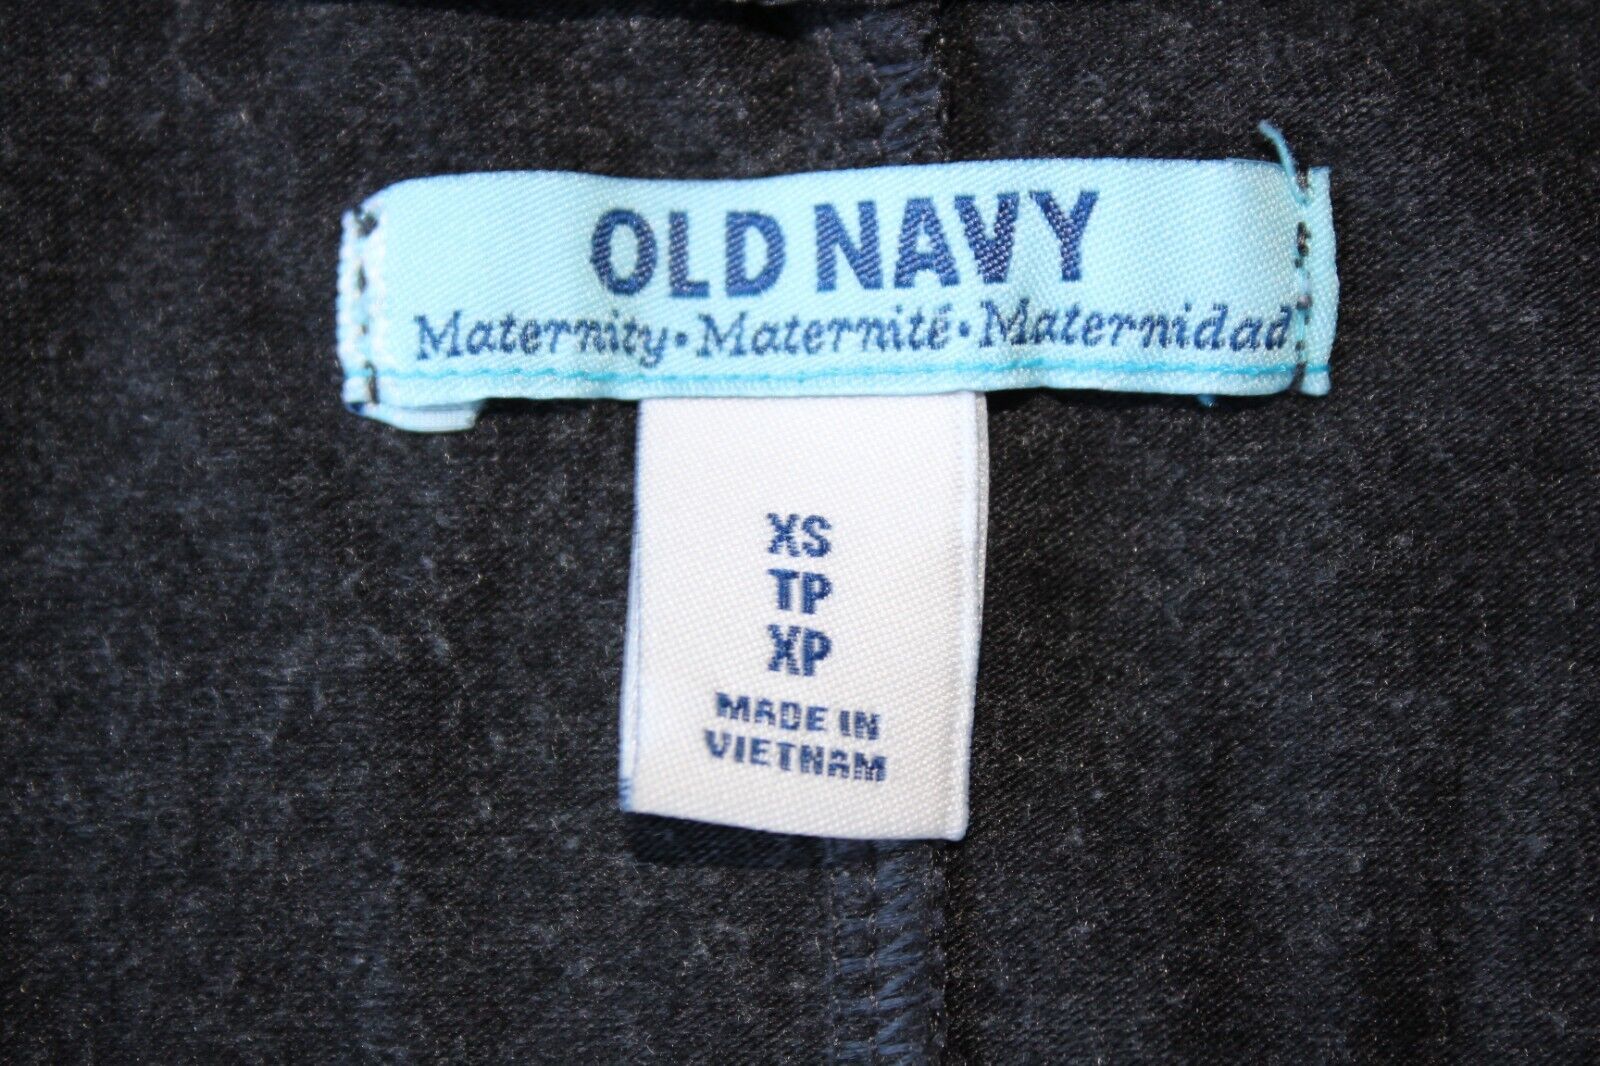 OLD NAVY
Maternity • Maternité • Maternidad
XS
TP
XP
MADE IN
VIETNAM